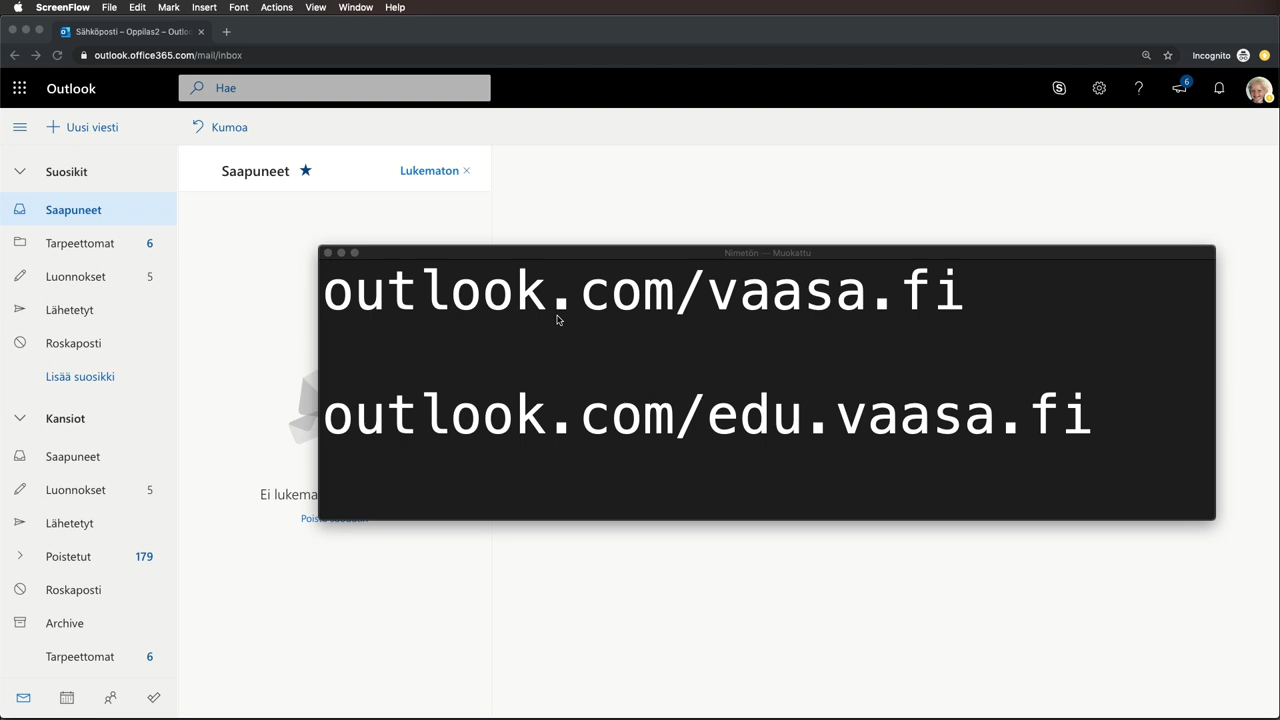 ScreenFlow File Edit Mark Insert Font Actions View Window Help
Sähköposti – Oppilas2 – Outlo
outlook.office365.com/mail/inbox
Incognito
Outlook
Hae
6
Uusi viesti
Kumoa
Suosikit
Saapuneet
Lukematon
Saapuneet
Tarpeettomat 6
Luonnokset 5
Lähetetyt
Roskaposti
Lisää suosikki
Kansiot
Saapuneet
Luonnokset 5
Lähetetyt
Poistetut 179
Roskaposti
Archive
Tarpeettomat 6
Ei lukema
Nimetön — Muokattu
outlook.com/vaasa.fi
outlook.com/edu.vaasa.fi